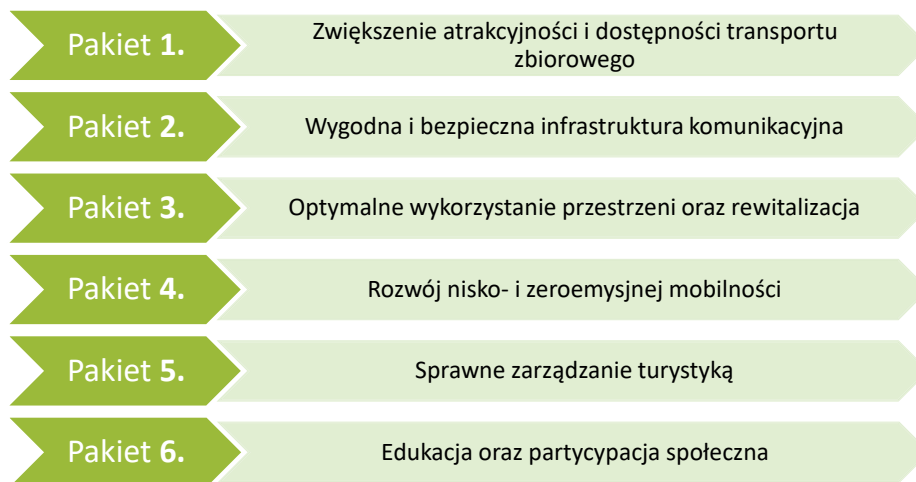 Pakiet 1.
Zwiększenie atrakcyjności i dostępności transportu
zbiorowego
Pakiet 2.
Wygodna i bezpieczna infrastruktura komunikacyjna
Pakiet 3.
Optymalne wykorzystanie przestrzeni oraz rewitalizacja
Pakiet 4.
Rozwój nisko- i zeroemysjnej mobilności
Pakiet 5.
Sprawne zarządzanie turystyką
Pakiet 6.
Edukacja oraz partycypacja społeczna